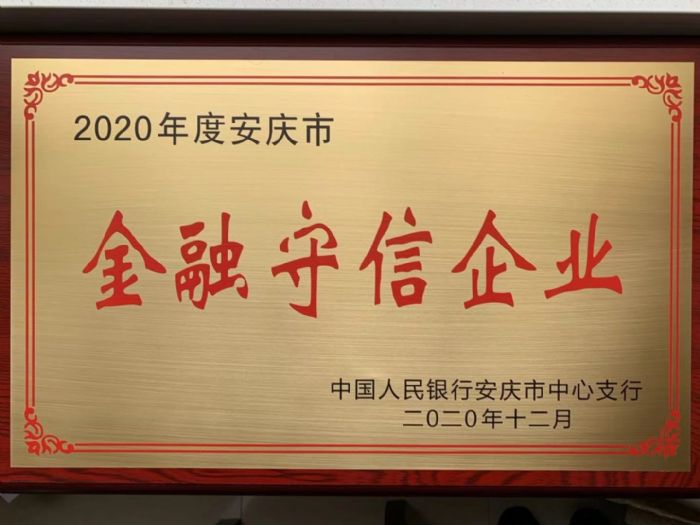 2020年度安庆市
金融守信企业
中国人民银行安庆市中心支行
二〇二〇年十二月